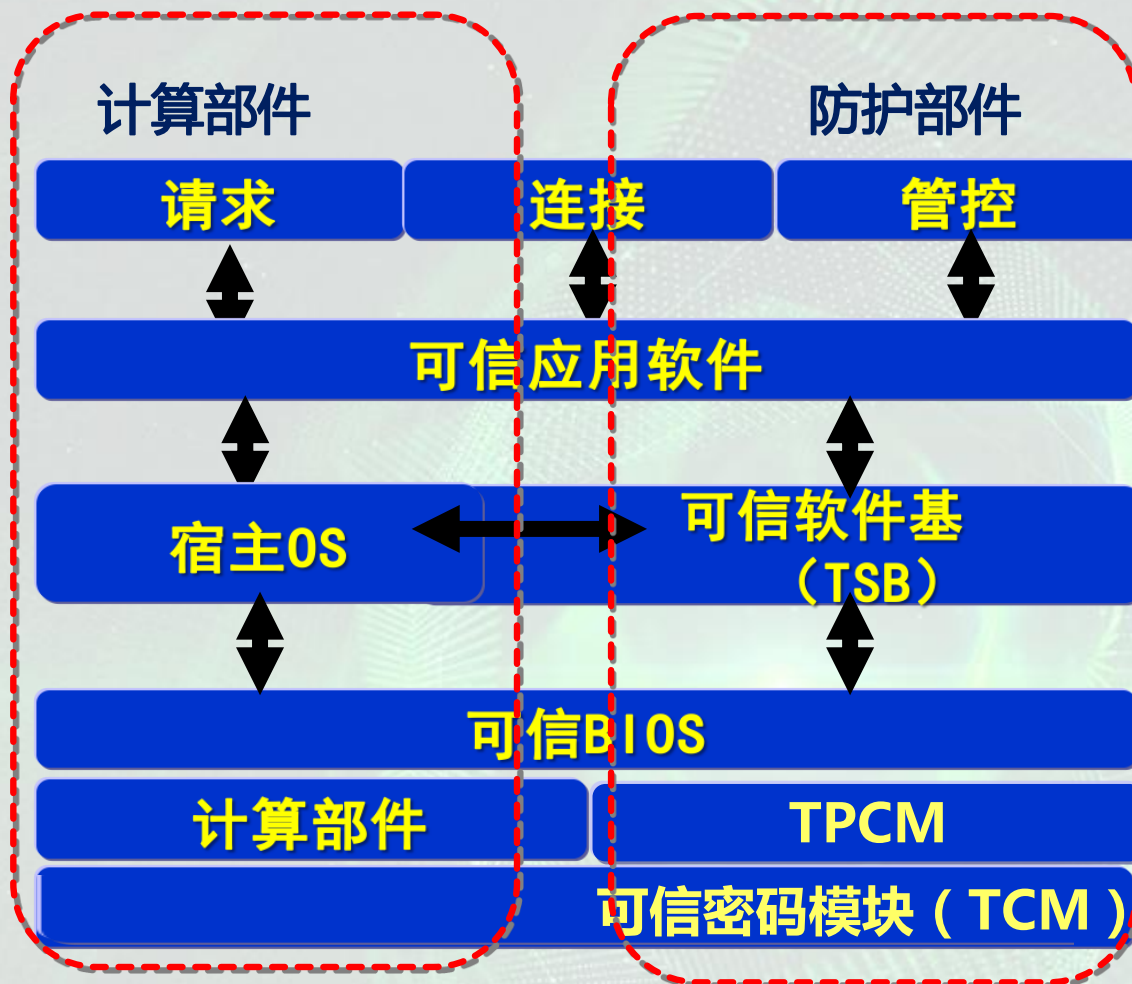 计算部件
防护部件
请求
连接
管控
可信应用软件
宿主OS
可信软件基
（TSB）
可信BIOS
计算部件
TPCM
可信密码模块（TCM）